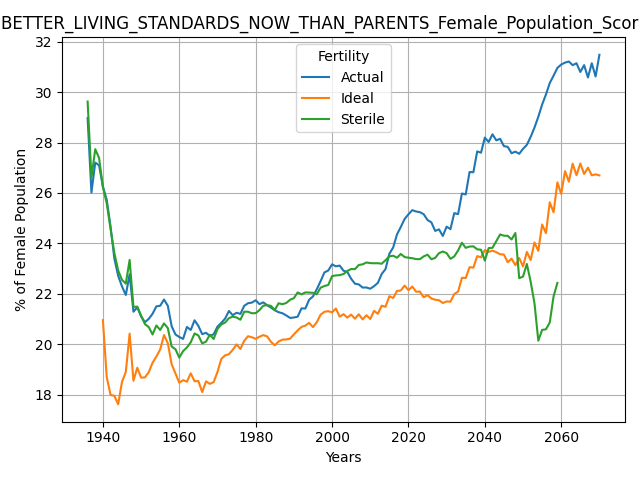 BETTER_LIVING_STANDARDS_NOW_THAN_PARENTS_Female_Population_Scor
32
30
28
26
24
22
20
18
% of Female Population
Fertility
Actual
Ideal
Sterile
1940 1960 1980 2000 2020 2040 2060
Years